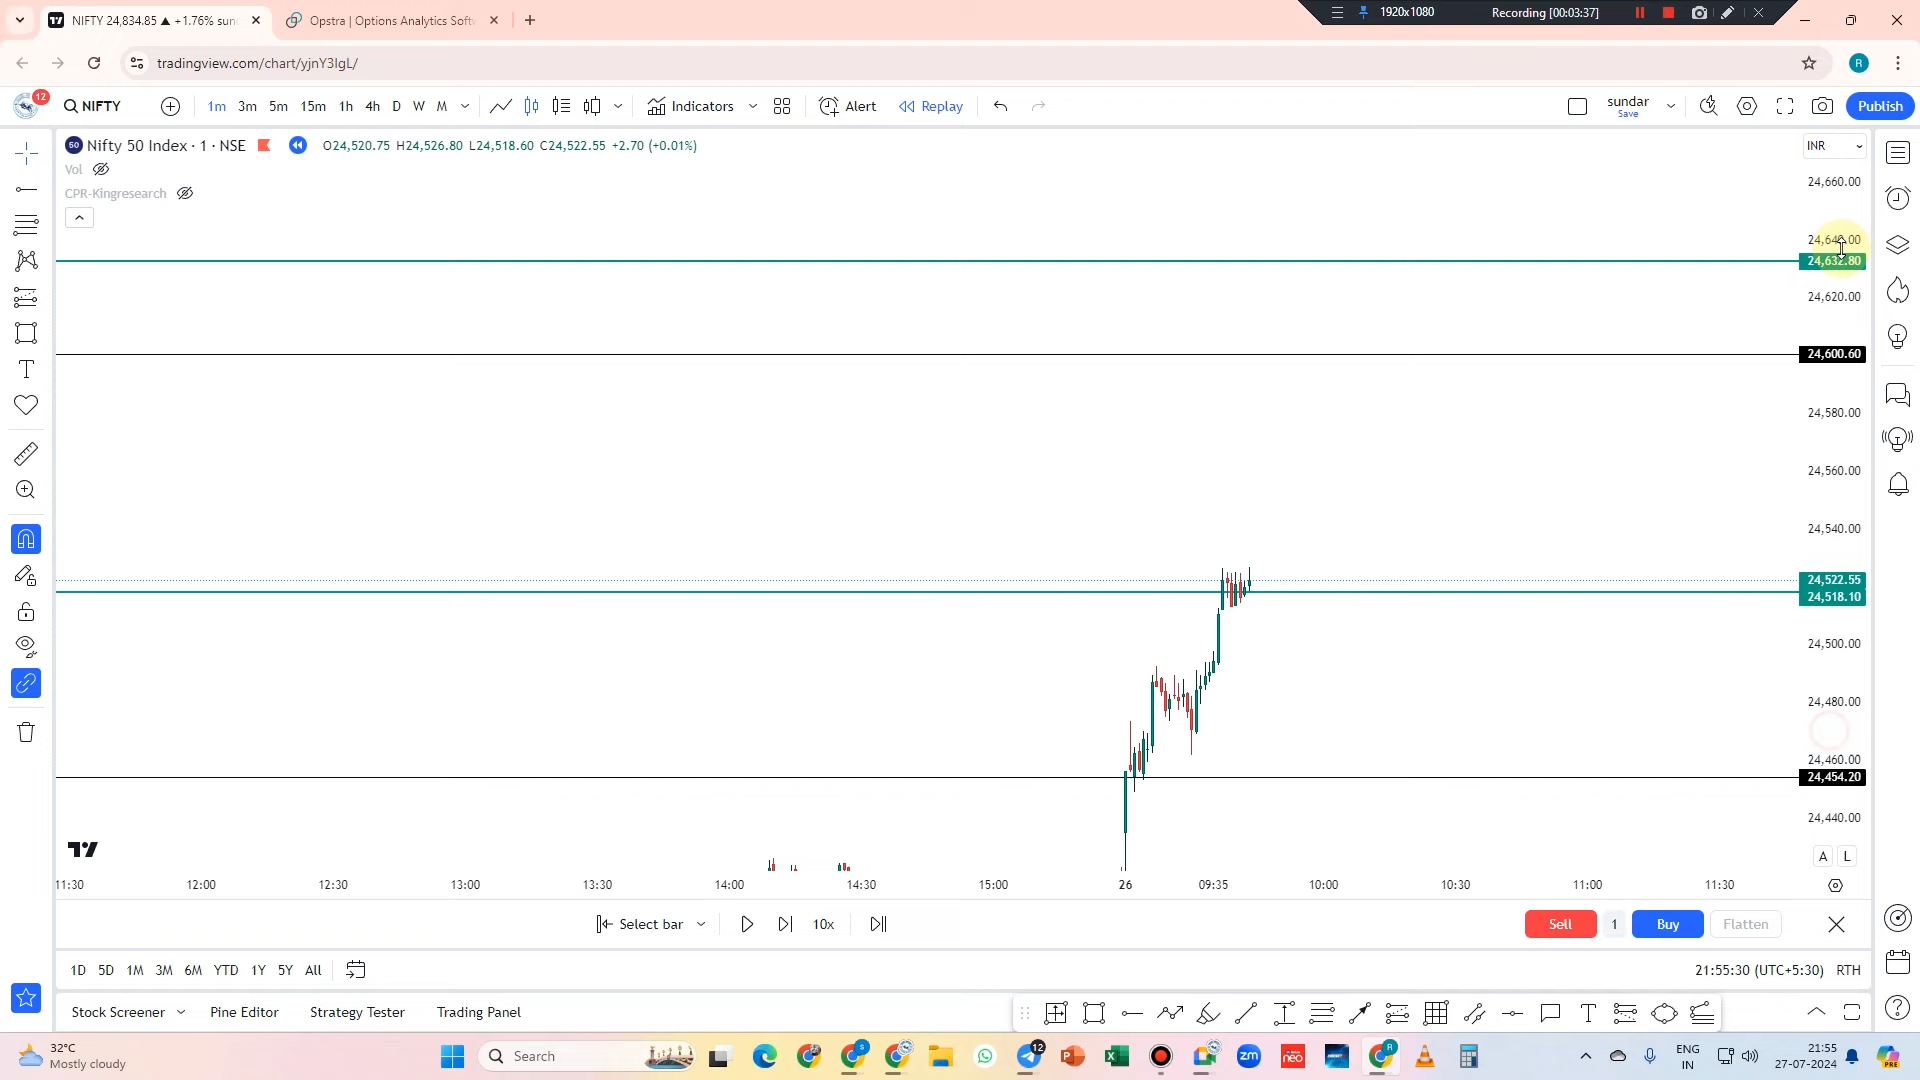 NIFTY 24,834.85 ▲ +1.76% sun
Opstra | Options Analytics Soft
1920x1080
Recording [00:03:37]
tradingview.com/chart/yjnY3IgL/
R
12
NIFTY
1m 3m 5m 15m 1h 4h D W M
Indicators
Alert
Replay
sundar
Save
Publish
50 Nifty 50 Index · 1 · NSE
O24,520.75 H24,526.80 L24,518.60 C24,522.55 +2.70 (+0.01%)
INR
Vol
CPR-Kingresearch
24,660.00
24,632.80
24,620.00
24,600.60
24,580.00
24,560.00
24,540.00
24,522.55
24,518.10
24,500.00
24,480.00
24,460.00
24,454.20
24,440.00
A L
11:30 12:00 12:30 13:00 13:30 14:00 14:30 15:00 26 09:35 10:00 10:30 11:00 11:30
Select bar
10x
Sell 1 Buy Flatten
1D 5D 1M 3M 6M YTD 1Y 5Y All
21:55:30 (UTC+5:30) RTH
Stock Screener Pine Editor Strategy Tester Trading Panel
32°C
Mostly cloudy
Search
12
zm
neo
ENG
IN
21:55
27-07-2024
PRE